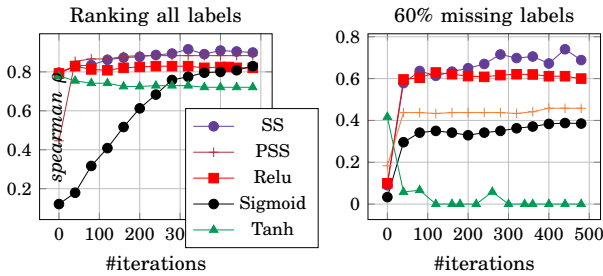 Ranking all labels
60% missing labels
spearman ρ
0.8
0.6
0.4
0.2
0 100 200 300
SS
PSS
Relu
Sigmoid
Tanh
#iterations
0.8
0.6
0.4
0.2
0
0 100 200 300 400 500
#iterations